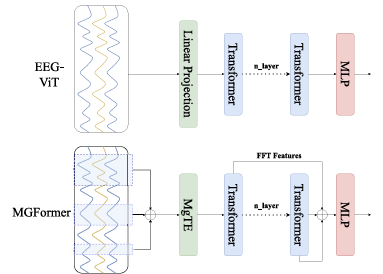 EEG-
ViT
Linear Projection
Transformer
n_layer
Transformer
MLP
FFT Features
MGFormer
MgTE
Transformer
n_layer
Transformer
MLP